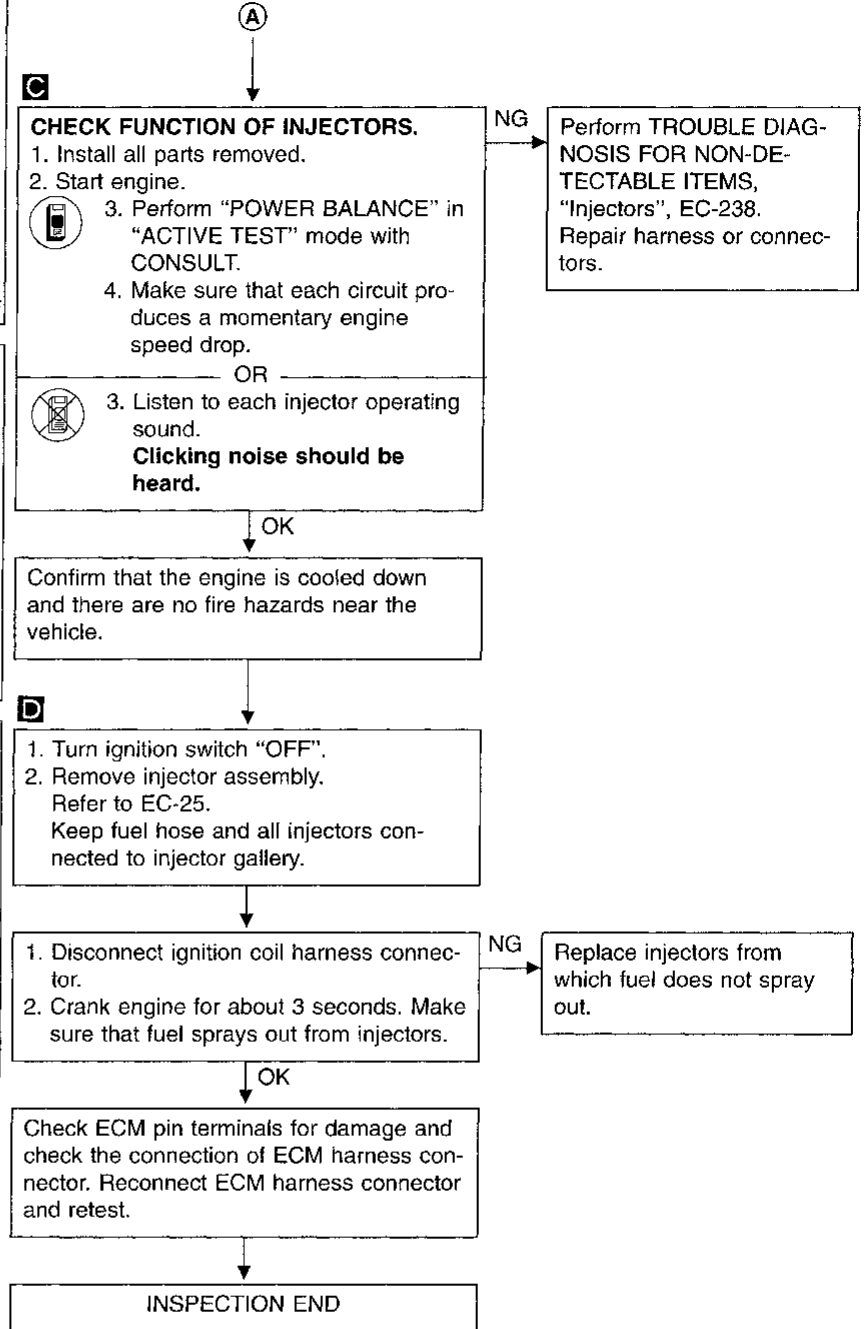 A
C
CHECK FUNCTION OF INJECTORS.
1. Install all parts removed.
2. Start engine.
3. Perform “POWER BALANCE” in
“ACTIVE TEST” mode with
CONSULT.
4. Make sure that each circuit pro-
duces a momentary engine
speed drop.
OR
3. Listen to each injector operating
sound.
Clicking noise should be
heard.
NG
Perform TROUBLE DIAG-
NOSIS FOR NON-DE-
TECTABLE ITEMS,
“Injectors”, EC-238.
Repair harness or connec-
tors.
OK
Confirm that the engine is cooled down
and there are no fire hazards near the
vehicle.
D
1. Turn ignition switch “OFF”.
2. Remove injector assembly.
Refer to EC-25.
Keep fuel hose and all injectors con-
nected to injector gallery.
1. Disconnect ignition coil harness connec-
tor.
2. Crank engine for about 3 seconds. Make
sure that fuel sprays out from injectors.
NG
Replace injectors from
which fuel does not spray
out.
OK
Check ECM pin terminals for damage and
check the connection of ECM harness con-
nector. Reconnect ECM harness connector
and retest.
INSPECTION END